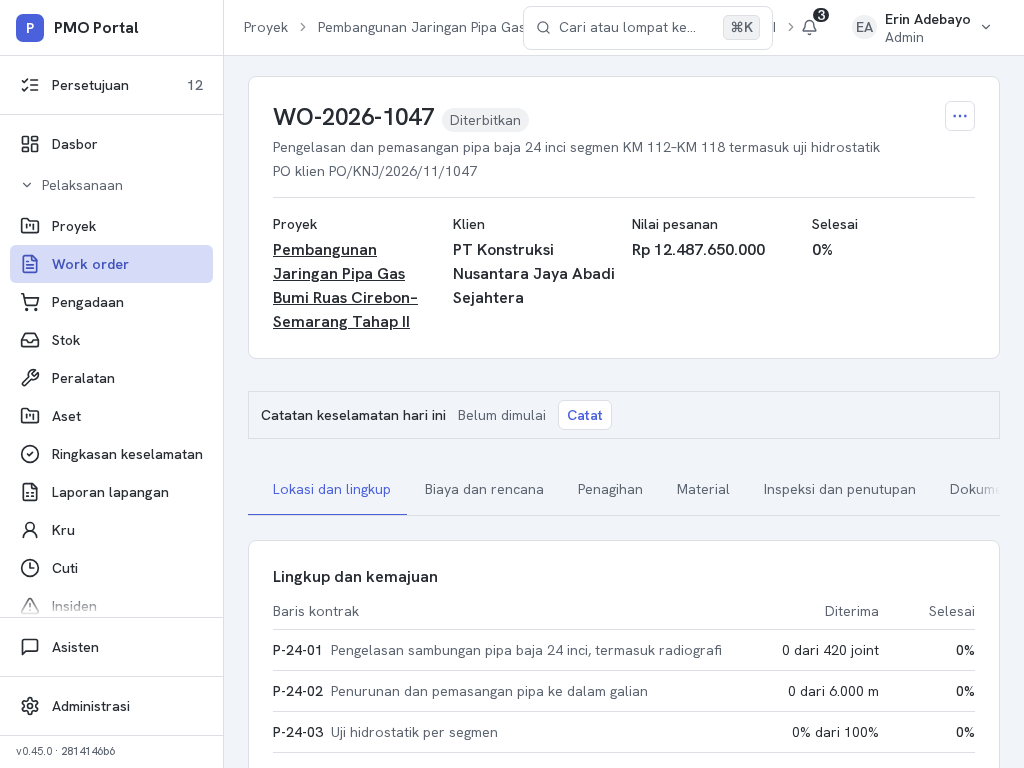 P PMO Portal
Persetujuan 12
Dasbor
Pelaksanaan
Proyek
Work order
Pengadaan
Stok
Peralatan
Aset
Ringkasan keselamatan
Laporan lapangan
Kru
Cuti
Insiden
Asisten
Administrasi
v0.45.0 · 2814146b6
Proyek
Pembangunan Jaringan Pipa Gas
Cari atau lompat ke...
⌘K
3
EA
Erin Adebayo
Admin
WO-2026-1047 Diterbitkan
Pengelasan dan pemasangan pipa baja 24 inci segmen KM 112–KM 118 termasuk uji hidrostatik
PO klien PO/KNJ/2026/11/1047
Proyek
Pembangunan
Jaringan Pipa Gas
Bumi Ruas Cirebon–
Semarang Tahap II
Klien
PT Konstruksi
Nusantara Jaya Abadi
Sejahtera
Nilai pesanan
Rp 12.487.650.000
Selesai
0%
Catatan keselamatan hari ini Belum dimulai Catat
Lokasi dan lingkup Biaya dan rencana Penagihan Material Inspeksi dan penutupan
Lingkup dan kemajuan
Baris kontrak Diterima Selesai
P-24-01 Pengelasan sambungan pipa baja 24 inci, termasuk radiografi 0 dari 420 joint 0%
P-24-02 Penurunan dan pemasangan pipa ke dalam galian 0 dari 6.000 m 0%
P-24-03 Uji hidrostatik per segmen 0% dari 100% 0%